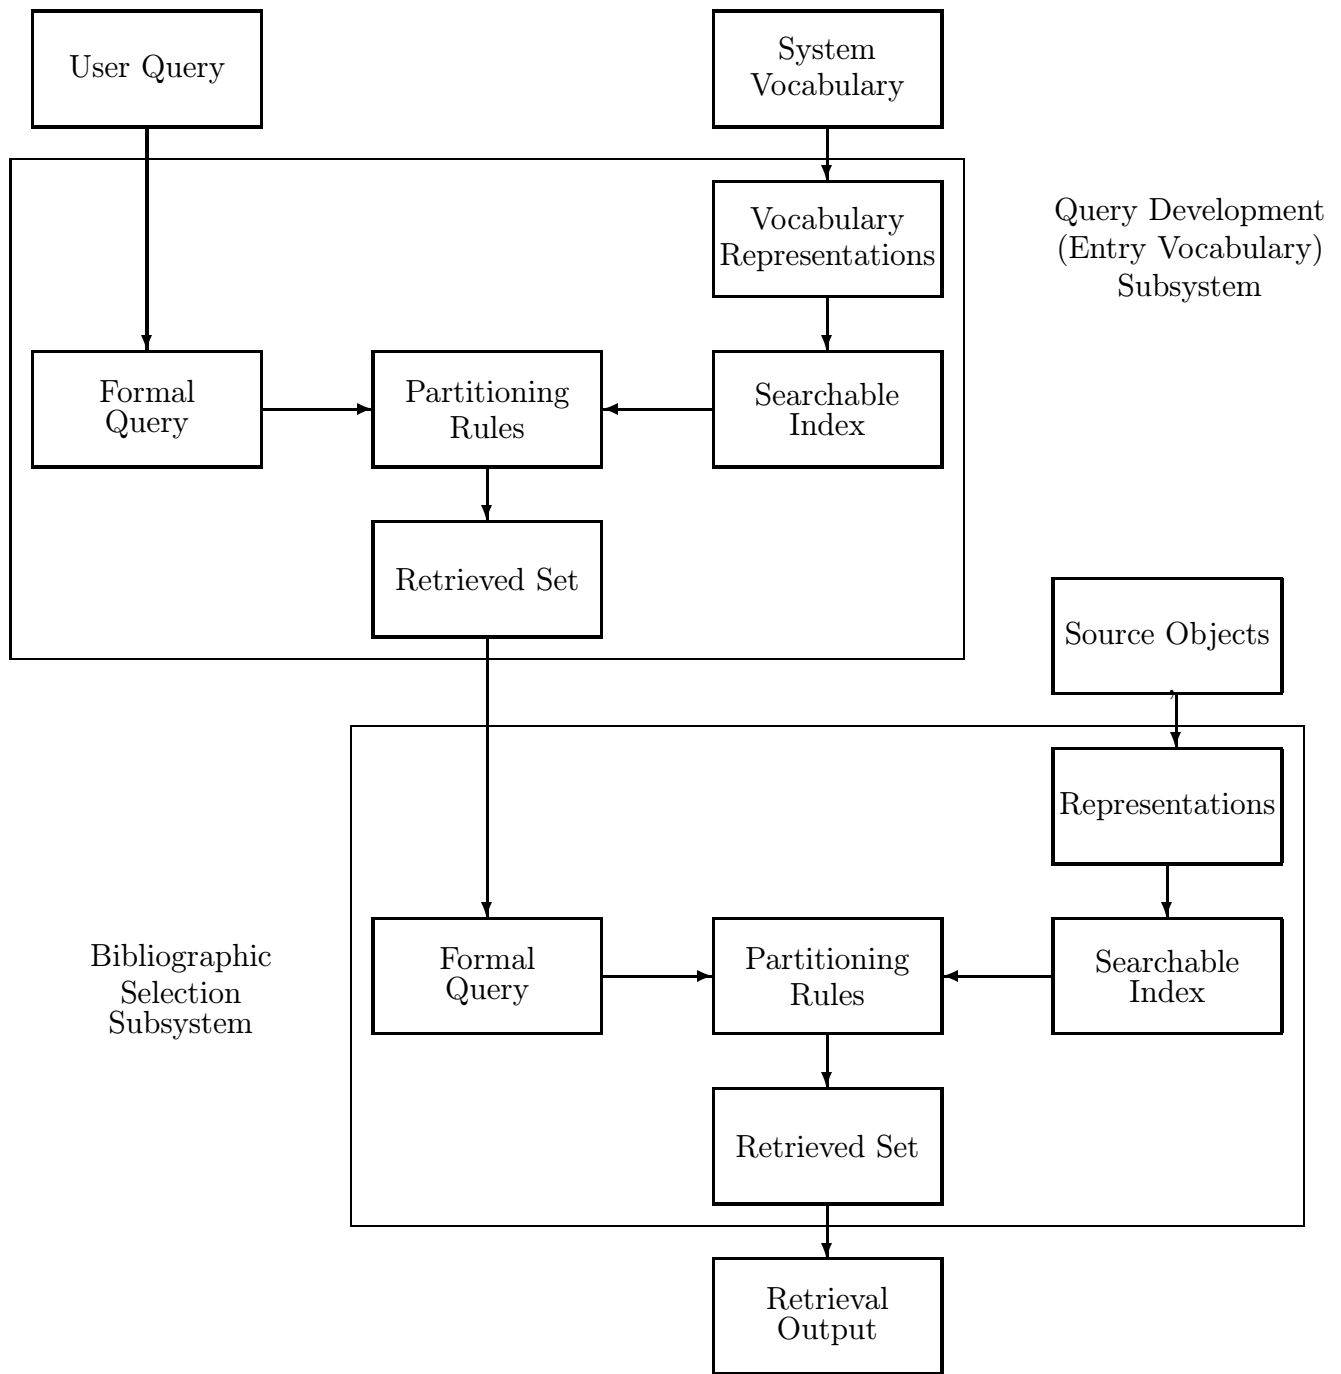 User Query
System
Vocabulary
Vocabulary
Representations
Query Development
(Entry Vocabulary)
Subsystem
Formal
Query
Partitioning
Rules
Searchable
Index
Retrieved Set
Source Objects
,
Representations
Bibliographic
Selection
Subsystem
Formal
Query
Partitioning
Rules
Searchable
Index
Retrieved Set
Retrieval
Output